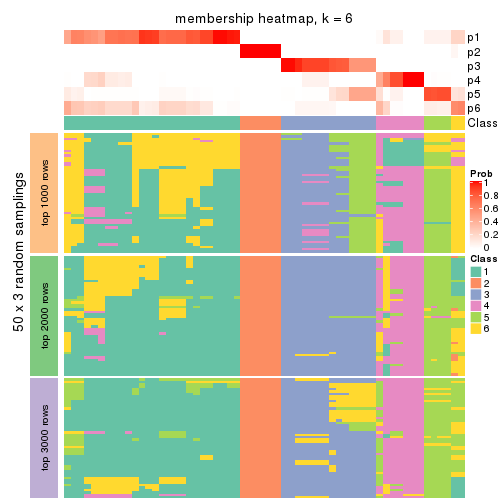 membership heatmap, k = 6
p1
p2
p3
p4
p5
p6
Class
50 x 3 random samplings
top 1000 rows
top 2000 rows
top 3000 rows
Prob
1
0.8
0.6
0.4
0.2
0
Class
1
2
3
4
5
6